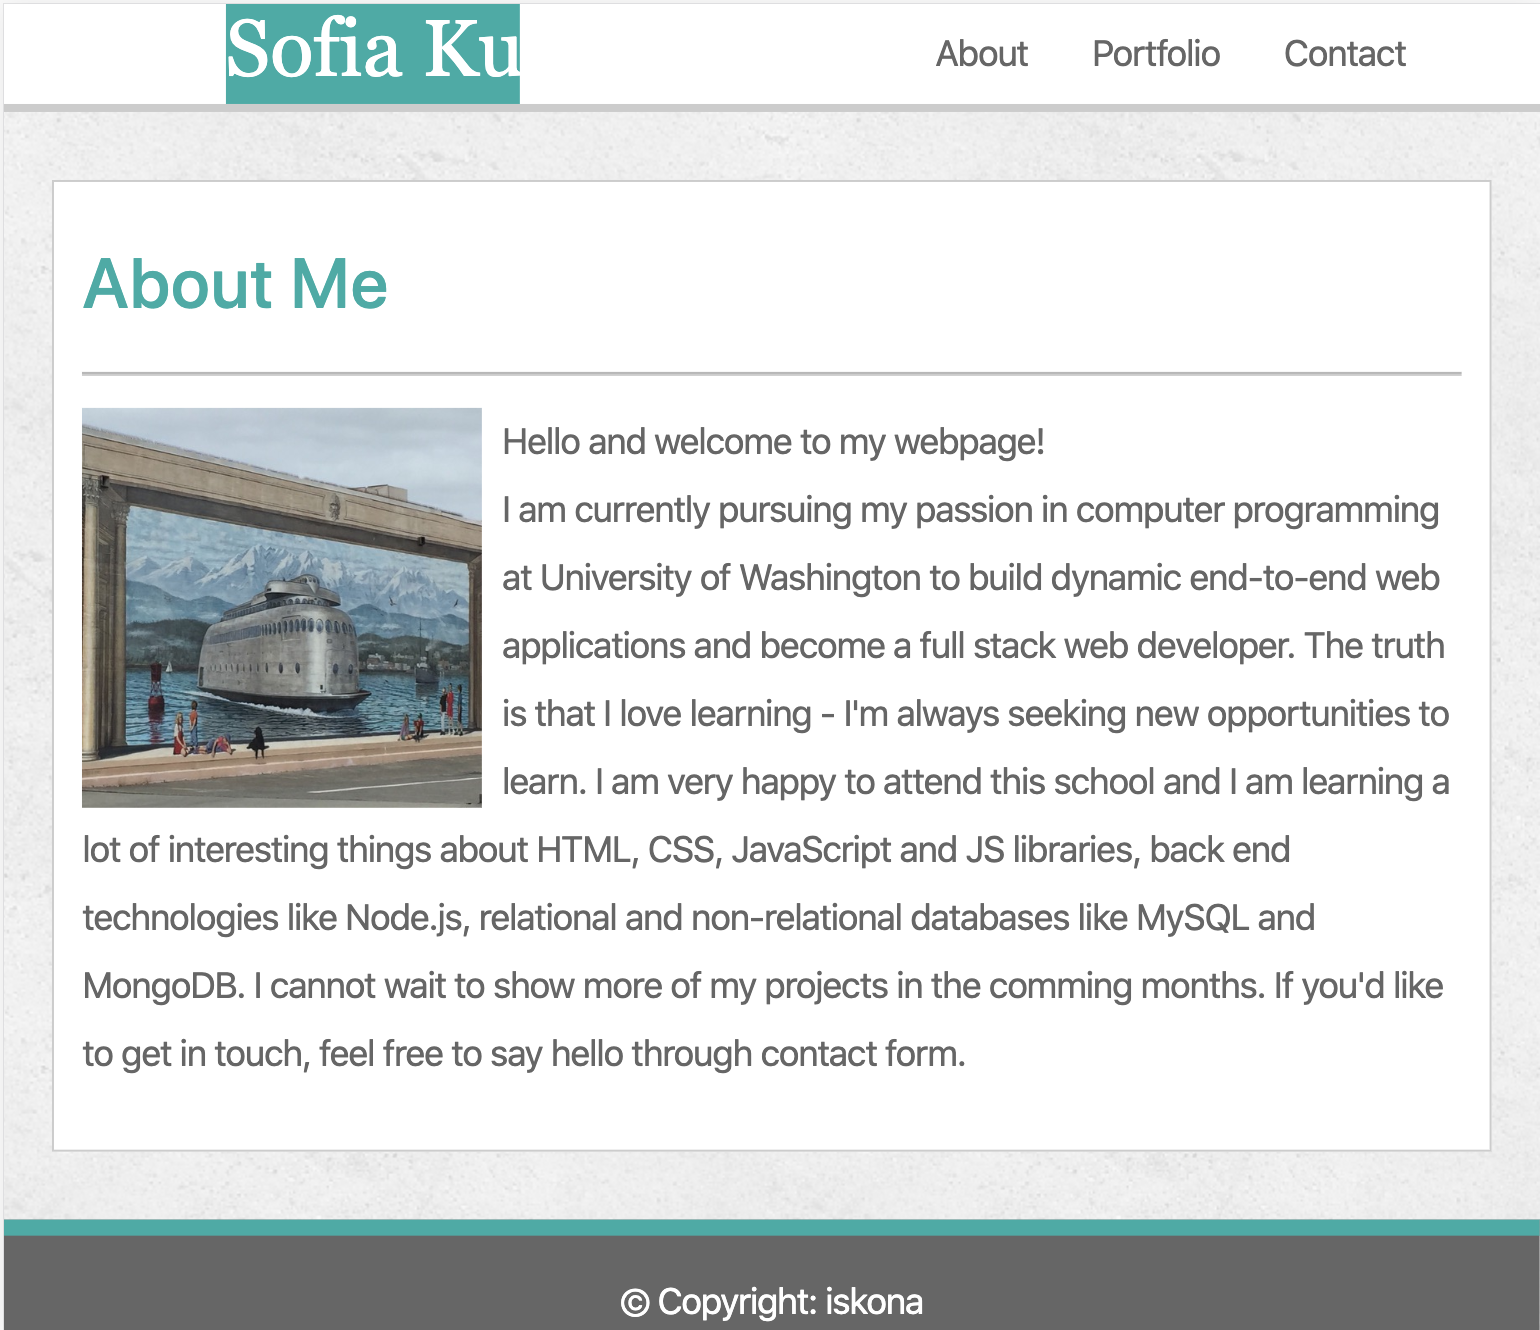 Sofia Ku
About Portfolio Contact
About Me
Hello and welcome to my webpage!
I am currently pursuing my passion in computer programming
at University of Washington to build dynamic end-to-end web
applications and become a full stack web developer. The truth
is that I love learning - I'm always seeking new opportunities to
learn. I am very happy to attend this school and I am learning a
lot of interesting things about HTML, CSS, JavaScript and JS libraries, back end
technologies like Node.js, relational and non-relational databases like MySQL and
MongoDB. I cannot wait to show more of my projects in the comming months. If you'd like
to get in touch, feel free to say hello through contact form.
© Copyright: iskona